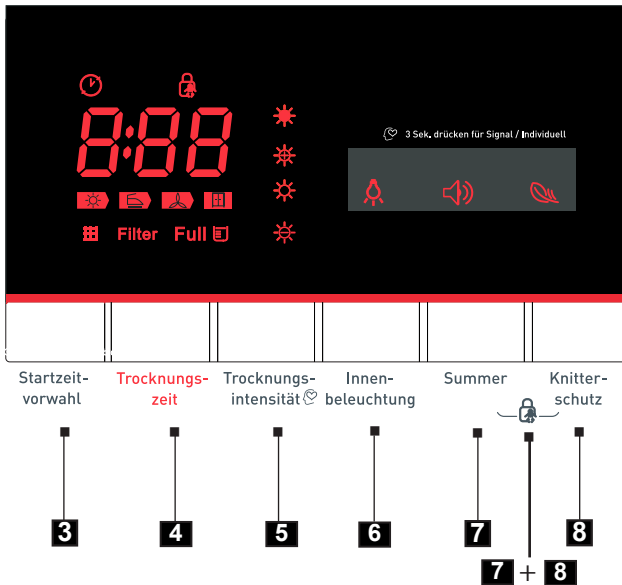 8:88
3 Sek. drücken für Signal / Individuell
Filter Full
Startzeit-
vorwahl
Trocknungs-
zeit
Trocknungs-
intensität
Innen-
beleuchtung
Summer
Knitter-
schutz
3 4 5 6 7 8
7 + 8